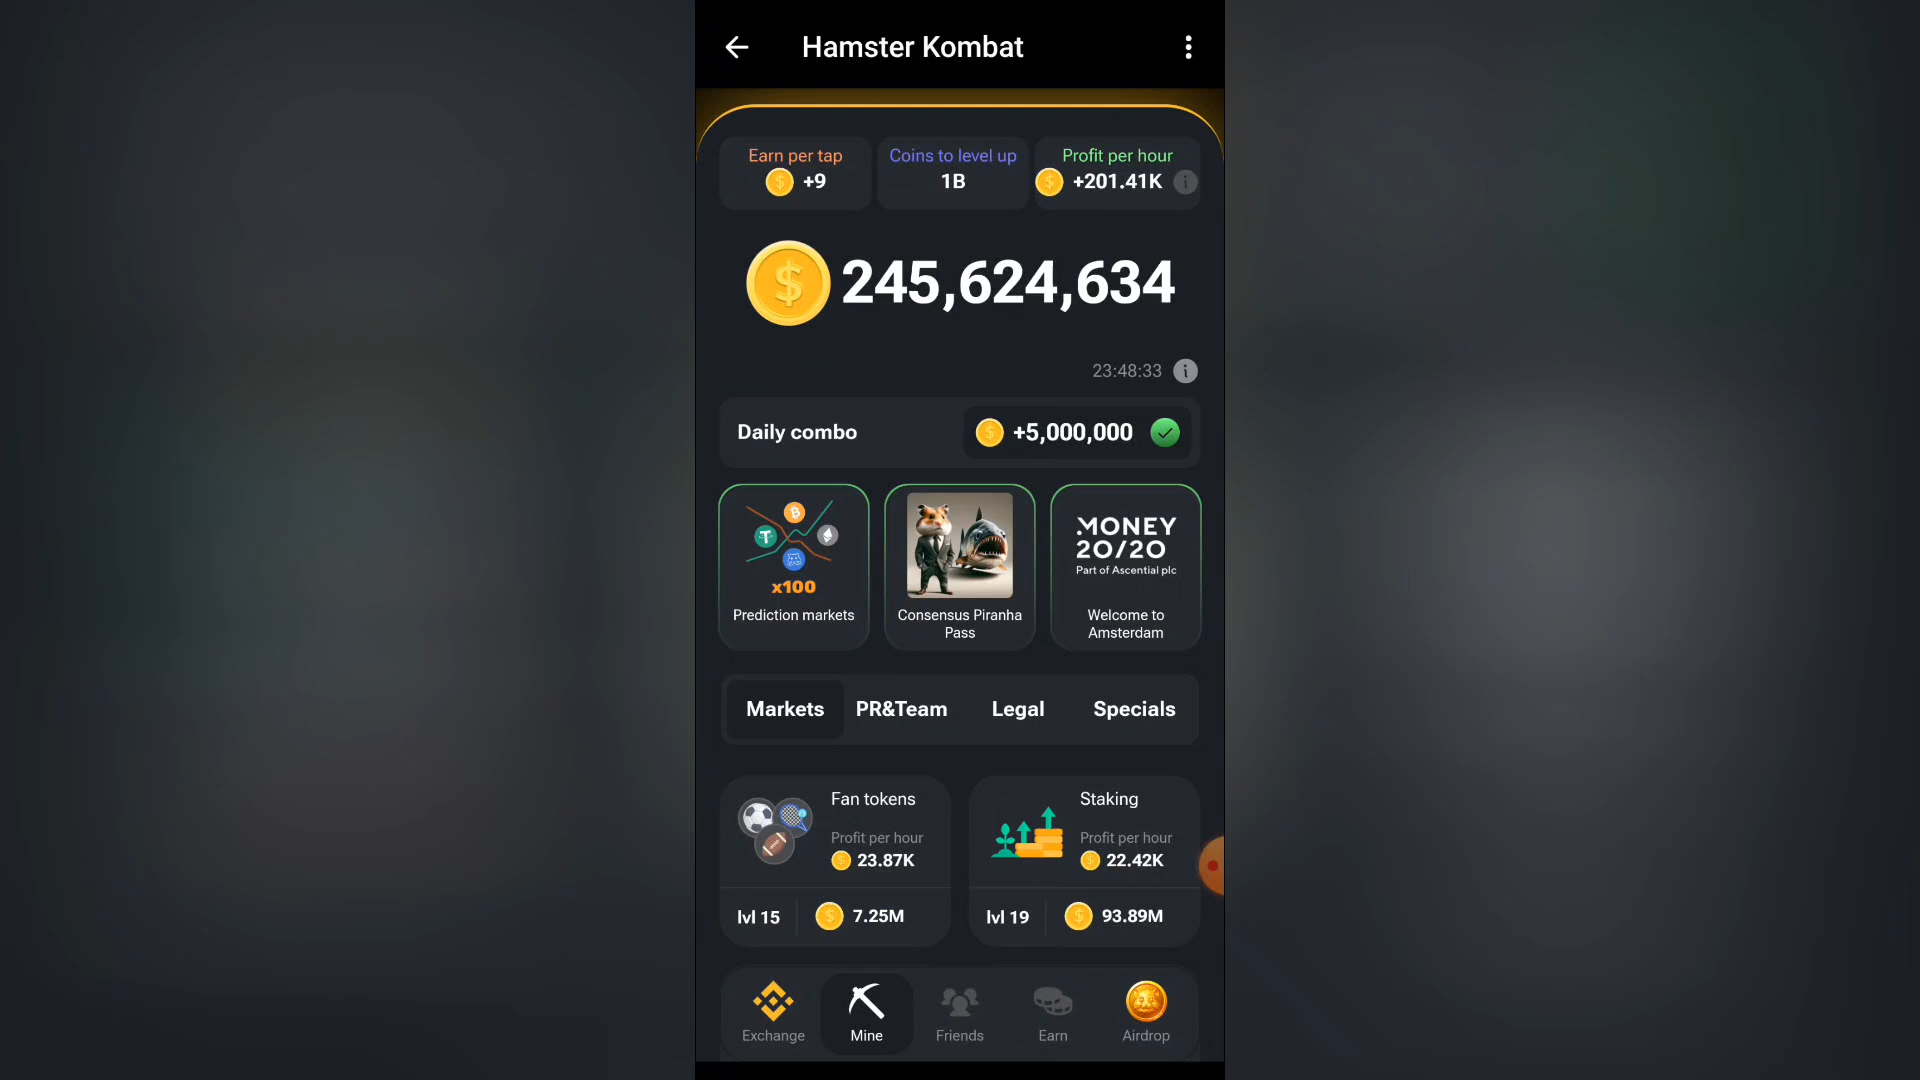 Hamster Kombat
Earn per tap
+9
Coins to level up
1B
Profit per hour
+201.41K
245,624,634
23:48:33
Daily combo
+5,000,000
x100
Prediction markets
Consensus Piranha
Pass
MONEY
20/20
Part of Ascential plc
Welcome to
Amsterdam
Markets
PR&Team
Legal
Specials
Fan tokens
Profit per hour
23.87K
lvl 15
7.25M
Staking
Profit per hour
22.42K
lvl 19
93.89M
Exchange
Mine
Friends
Earn
Airdrop